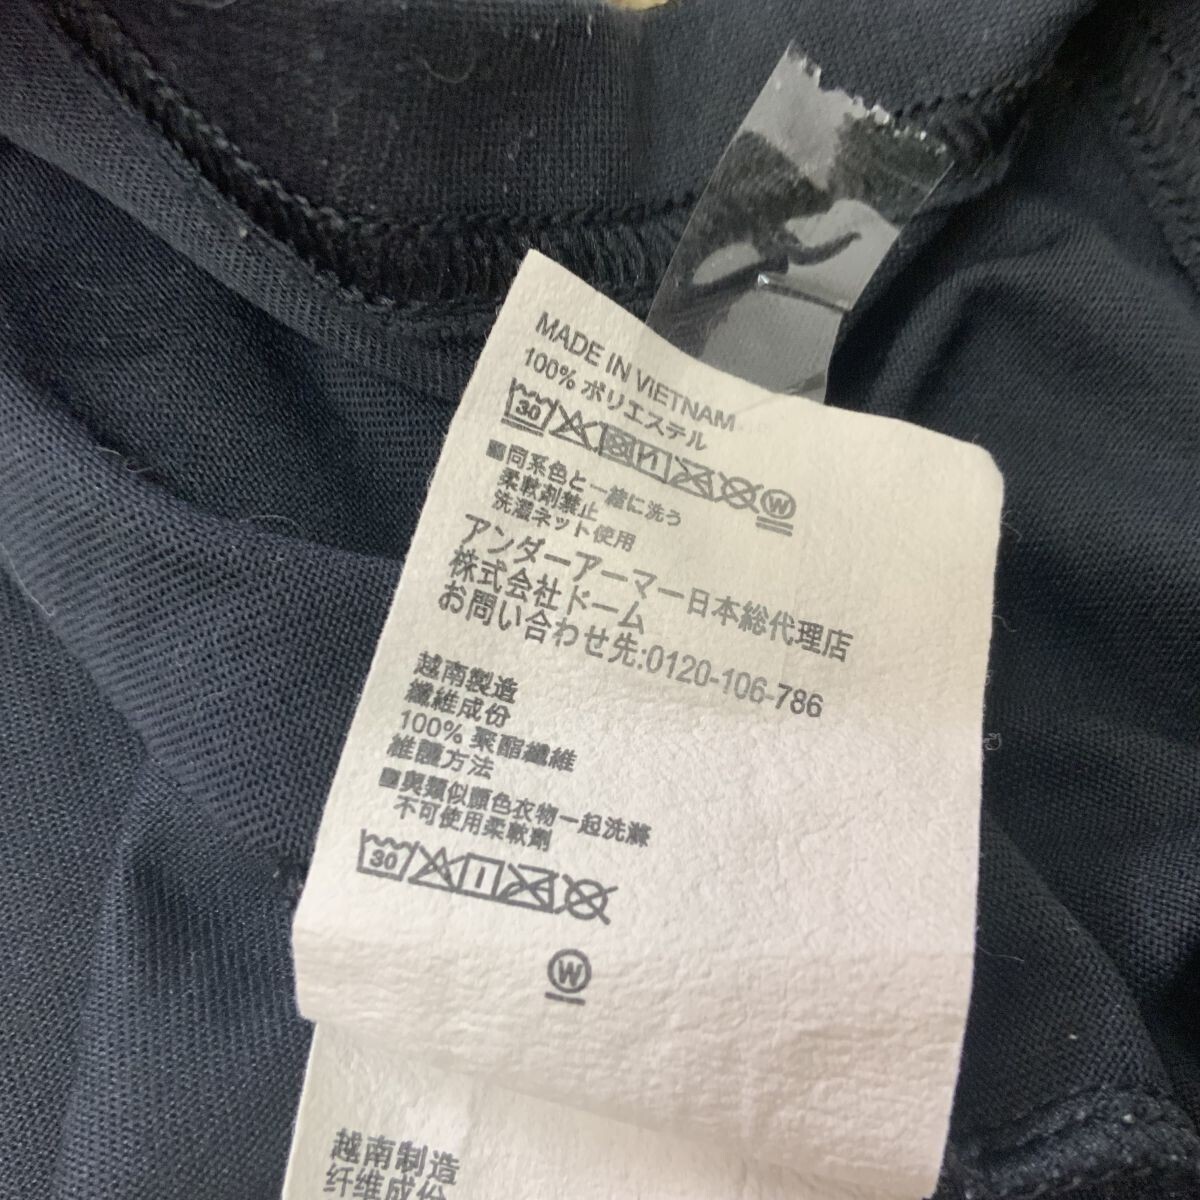 MADE IN ViETNAM
100% ポリエステル
30 W
■同系色と一緒に洗う
柔軟剤禁止
洗濯ネット使用
アンダーアーマー日本総代理店
株式会社ドーム
お問い合わせ先:0120-106-786
越南製造
纖維成份
100% 聚酯纖維
維護方法
■與類似顏色衣物一起洗滌
不可使用柔軟劑
30
W
越南制造
纤维成份